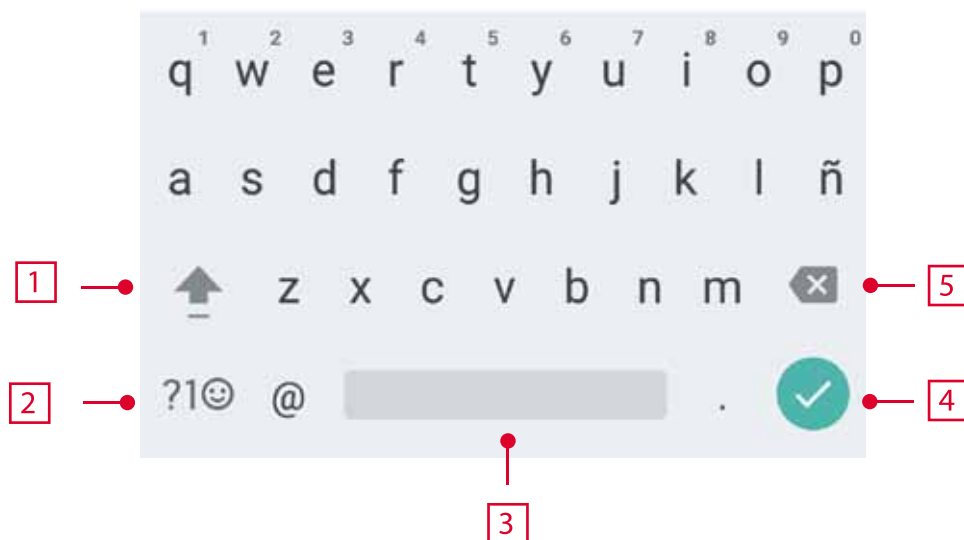 1 2 3 4 5 6 7 8 9 0
q w e r t y u i o p
a s d f g h j k l ñ
1 z x c v b n m 5
2 ?1☺ @ . 4
3